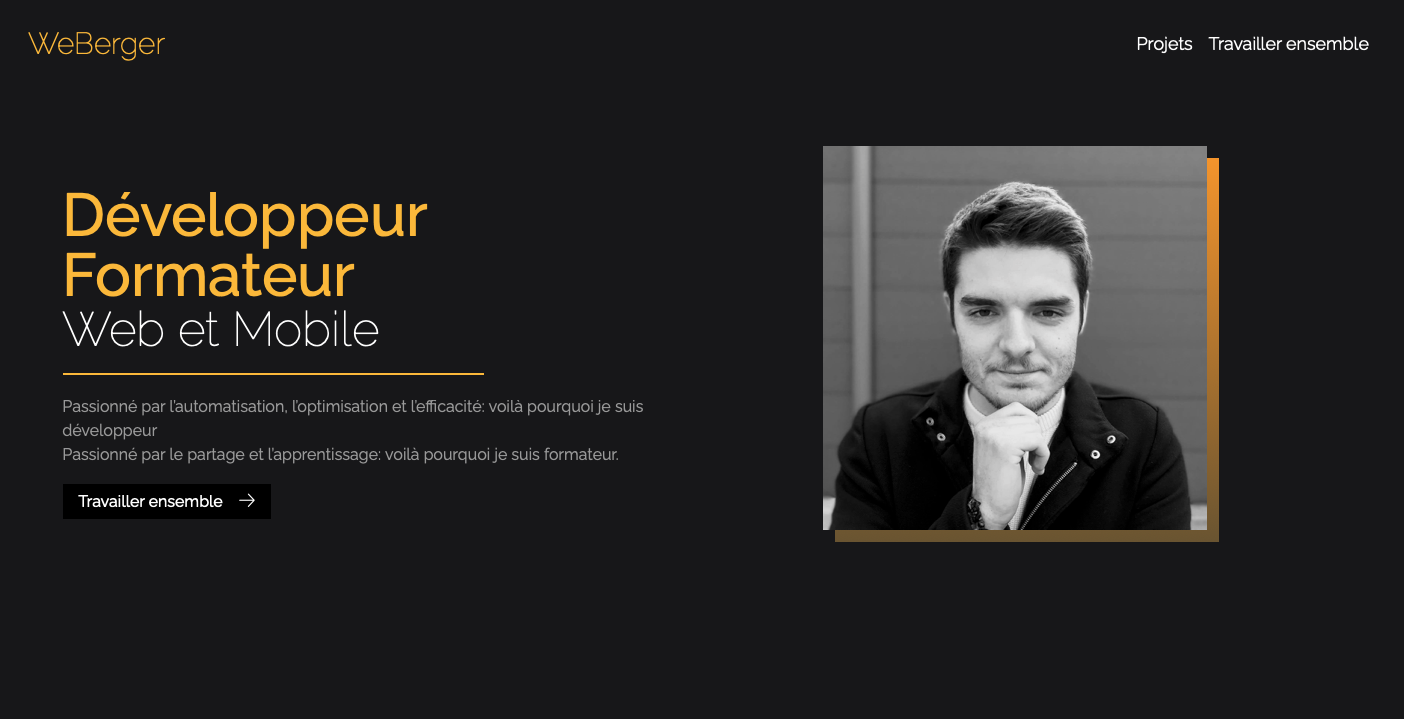 WeBerger
Projets
Travailler ensemble
Développeur
Formateur
Web et Mobile
Passionné par l'automatisation, l'optimisation et l'efficacité: voilà pourquoi je suis
développeur
Passionné par le partage et l'apprentissage: voilà pourquoi je suis formateur.
Travailler ensemble →